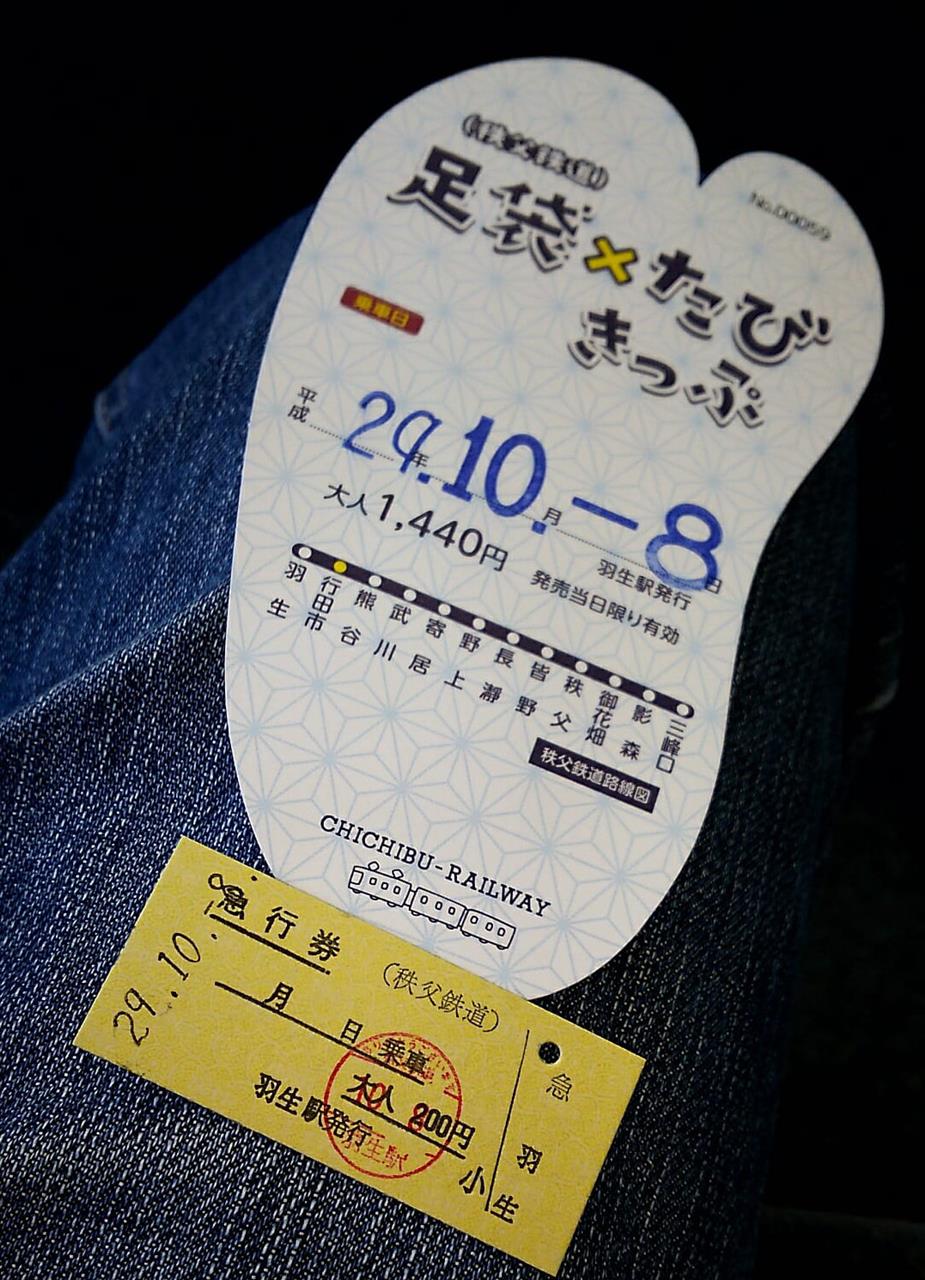 (秩父鉄道)
No.00059
足袋×たび
きっぷ
乗車日
平成 29年.10月.-8日
大人1,440円
羽生駅発行
発売当日限り有効
羽生 行田市 熊谷 武川 寄居 野上 長瀞 皆野 秩父 御花畑 影森 三峰口
秩父鉄道路線図
CHICHIBU-RAILWAY
急行券
(秩父鉄道)
29.10.
月 日 乗車
大人 200円
羽生駅発行
小
急
羽生
羽生駅